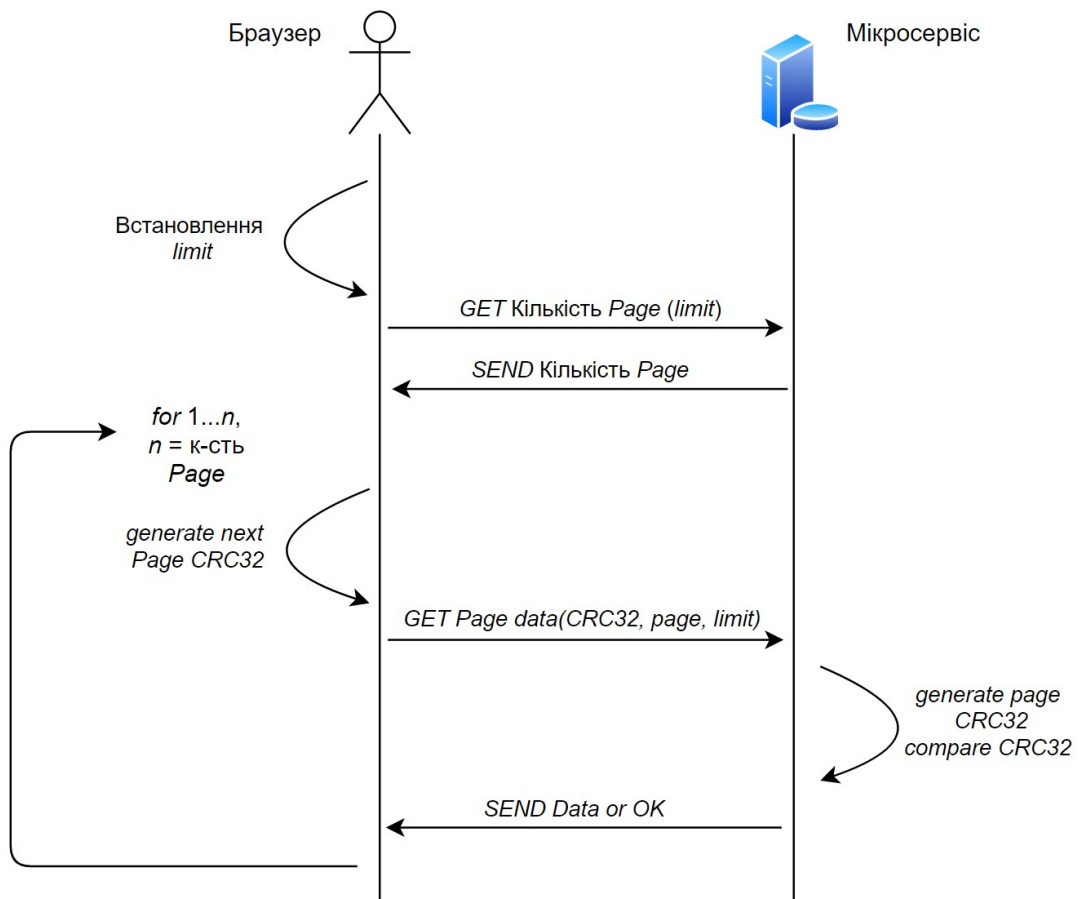 Браузер
Мікросервіс
Встановлення
limit
GET Кількість Page (limit)
SEND Кількість Page
for 1...n,
n = к-сть
Page
generate next
Page CRC32
GET Page data(CRC32, page, limit)
generate page
CRC32
compare CRC32
SEND Data or OK